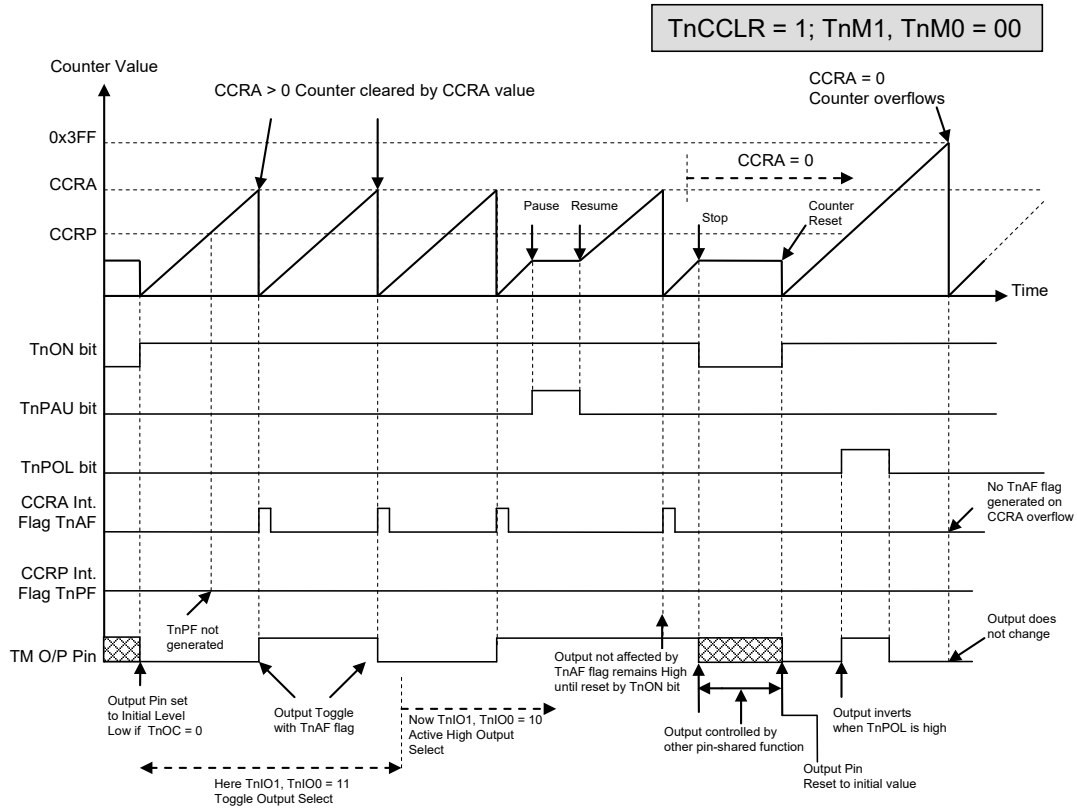 TnCCLR = 1; TnM1, TnM0 = 00
Counter Value
CCRA > 0 Counter cleared by CCRA value
CCRA = 0
Counter overflows
0x3FF
CCRA = 0
CCRA
Pause
Resume
Stop
Counter
Reset
CCRP
Time
TnON bit
TnPAU bit
TnPOL bit
CCRA Int.
Flag TnAF
No TnAF flag
generated on
CCRA overflow
CCRP Int.
Flag TnPF
TnPF not
generated
Output does
not change
TM O/P Pin
Output not affected by
TnAF flag remains High
until reset by TnON bit
Output Pin set
to Initial Level
Low if TnOC = 0
Output Toggle
with TnAF flag
Now TnIO1, TnIO0 = 10
Active High Output
Select
Output controlled by
other pin-shared function
Output inverts
when TnPOL is high
Output Pin
Reset to initial value
Here TnIO1, TnIO0 = 11
Toggle Output Select